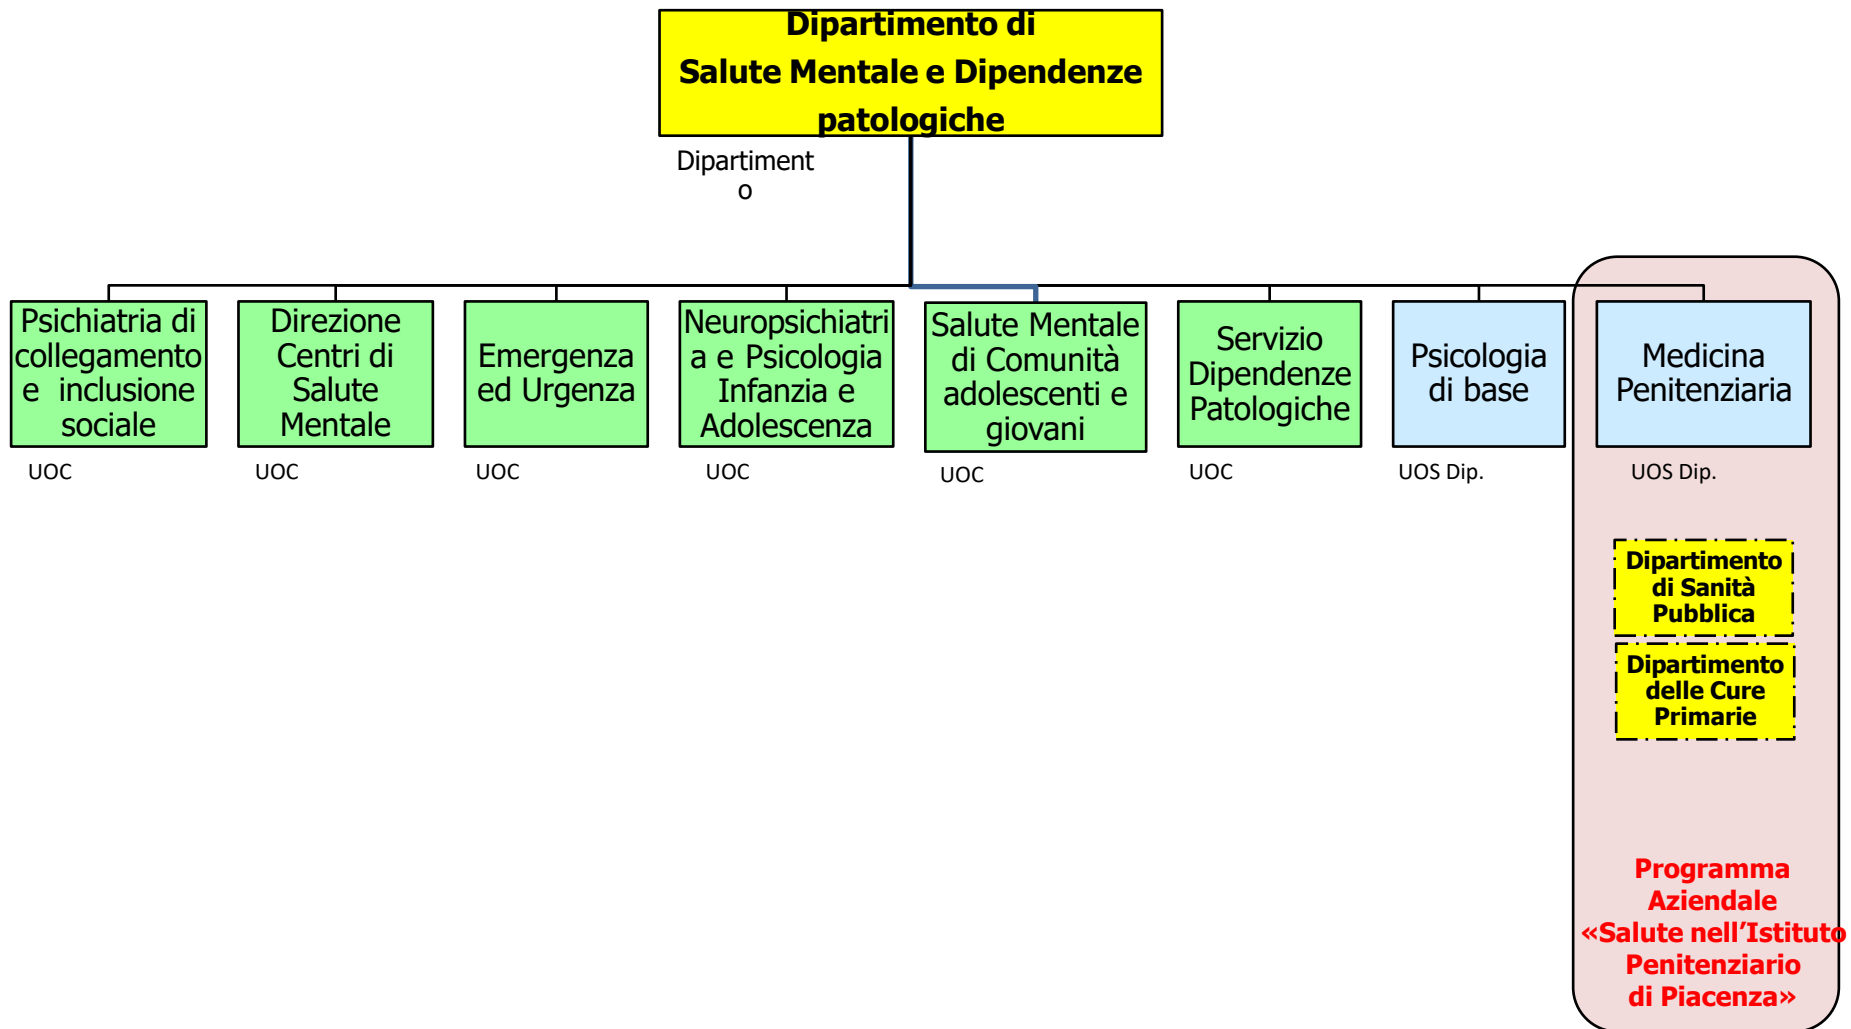 Dipartimento di
Salute Mentale e Dipendenze
patologiche
Dipartiment
o
Psichiatria di
collegamento
e inclusione
sociale
UOC
Direzione
Centri di
Salute
Mentale
UOC
Emergenza
ed Urgenza
UOC
Neuropsichiatri
a e Psicologia
Infanzia e
Adolescenza
UOC
Salute Mentale
di Comunità
adolescenti e
giovani
UOC
Servizio
Dipendenze
Patologiche
UOC
Psicologia
di base
UOS Dip.
Medicina
Penitenziaria
UOS Dip.
Dipartimento
di Sanità
Pubblica
Dipartimento
delle Cure
Primarie
Programma
Aziendale
«Salute nell’Istituto
Penitenziario
di Piacenza»